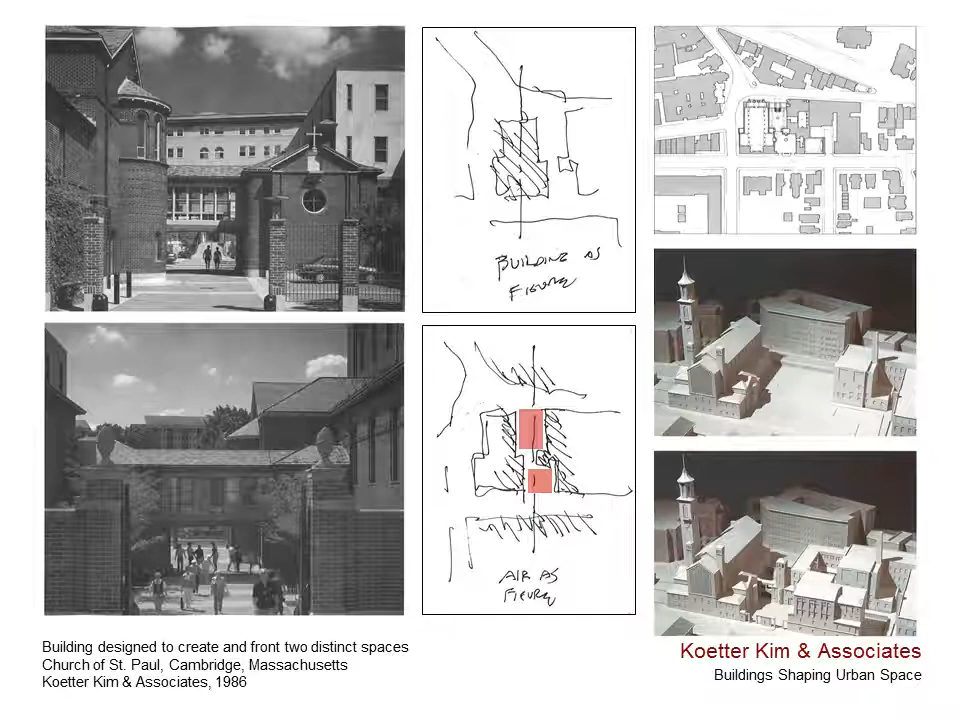 BUILDING AS
FIGURE
AIR AS
FIGURE
Building designed to create and front two distinct spaces
Church of St. Paul, Cambridge, Massachusetts
Koetter Kim & Associates, 1986
Koetter Kim & Associates
Buildings Shaping Urban Space